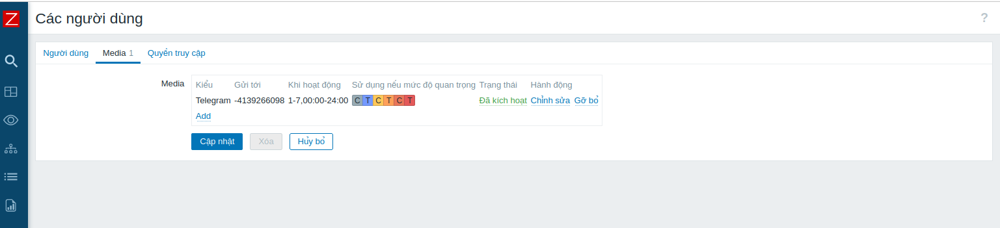 Z
Các người dùng
?
Người dùng Media 1 Quyền truy cập
Media
Kiểu Gửi tới Khi hoạt động Sử dụng nếu mức độ quan trọng Trạng thái Hành động
Telegram -4139266098 1-7,00:00-24:00 C T C T C T Đã kích hoạt Chỉnh sửa Gỡ bỏ
Add
Cập nhật Xóa Hủy bỏ